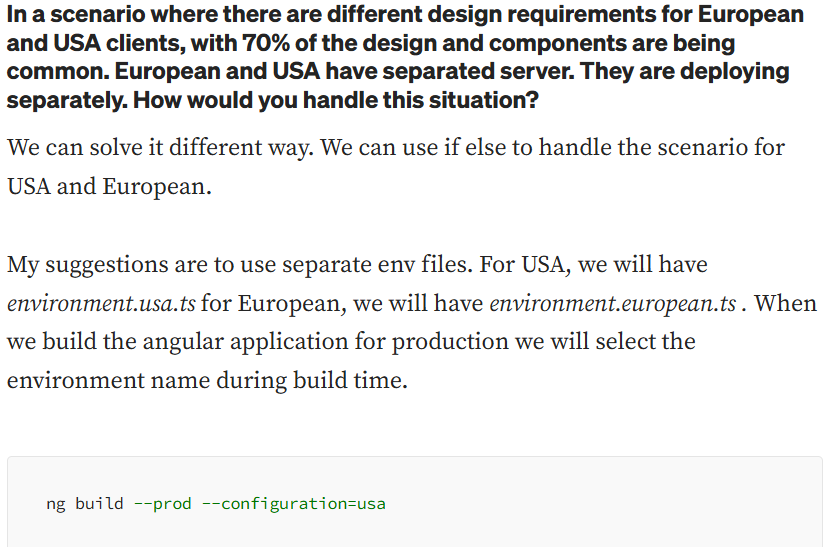 In a scenario where there are different design requirements for European
and USA clients, with 70% of the design and components are being
common. European and USA have separated server. They are deploying
separately. How would you handle this situation?
We can solve it different way. We can use if else to handle the scenario for
USA and European.
My suggestions are to use separate env files. For USA, we will have
environment.usa.ts for European, we will have environment.european.ts . When
we build the angular application for production we will select the
environment name during build time.
ng build --prod --configuration=usa